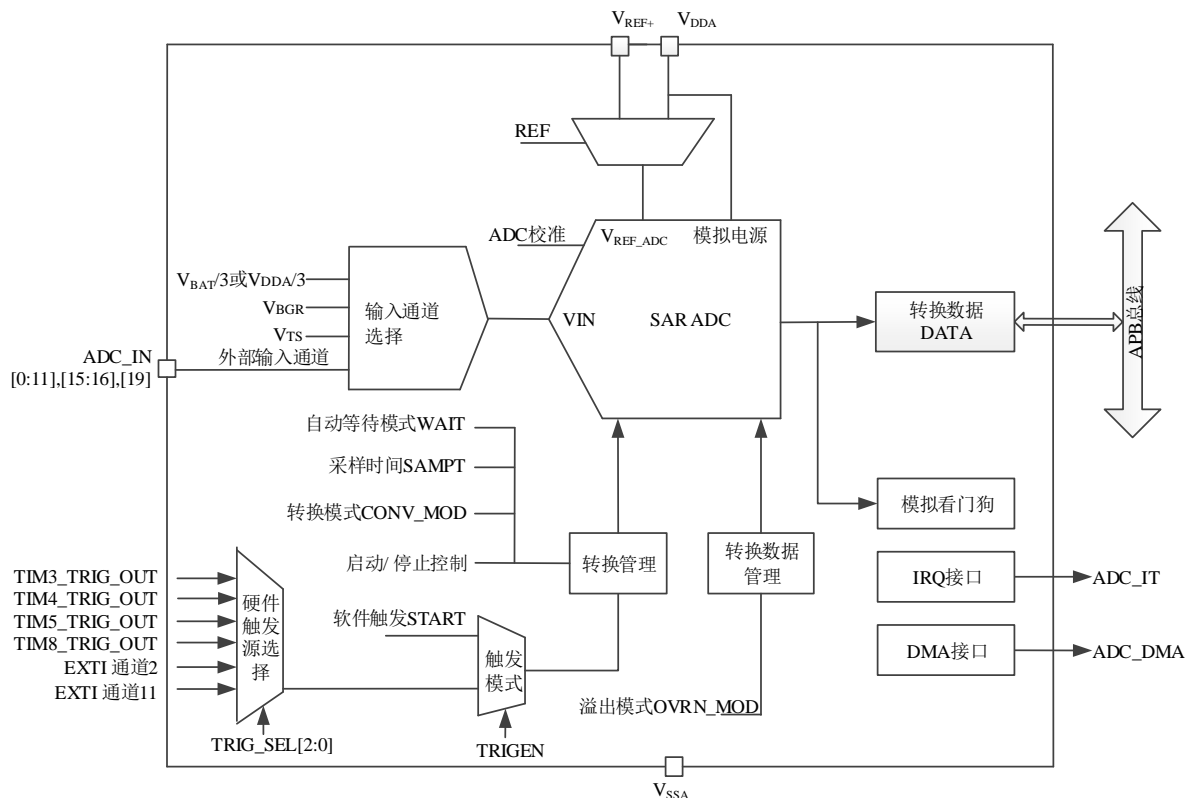 VREF+
VDDA
REF
ADC校准
VREF_ADC
模拟电源
VBAT/3或VDDA/3
VBGR
VTS
外部输入通道
ADC_IN
[0:11],[15:16],[19]
输入通道
选择
VIN
SAR ADC
转换数据
DATA
APB总线
自动等待模式WAIT
采样时间SAMPT
转换模式CONV_MOD
启动/ 停止控制
转换管理
转换数据
管理
模拟看门狗
IRQ接口
ADC_IT
DMA接口
ADC_DMA
TIM3_TRIG_OUT
TIM4_TRIG_OUT
TIM5_TRIG_OUT
TIM8_TRIG_OUT
EXTI 通道2
EXTI 通道11
硬件
触发
源选
择
TRIG_SEL[2:0]
软件触发START
触发
模式
TRIGEN
溢出模式OVRN_MOD
VSSA